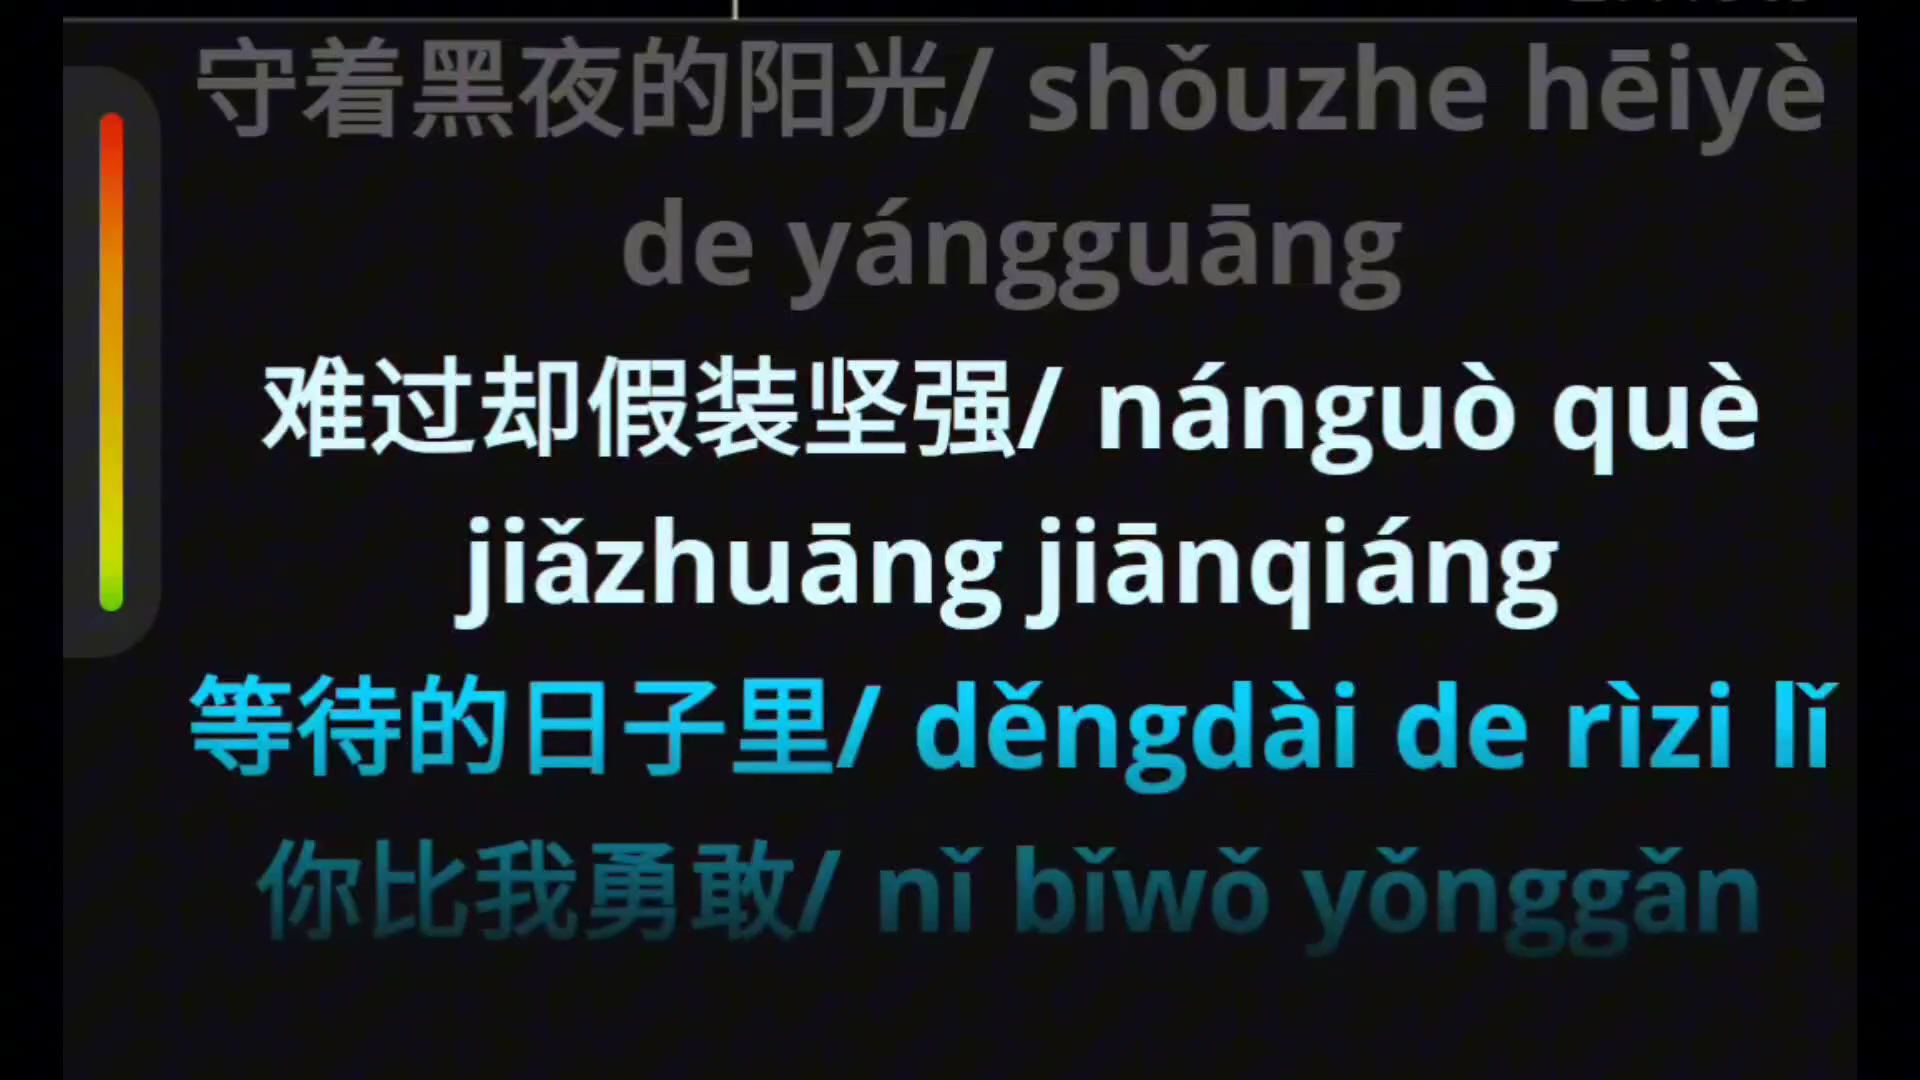 守着黑夜的阳光/ shǒuzhe hēiyè
de yángguāng
难过却假装坚强/ nánguò què
jiǎzhuāng jiānqiáng
等待的日子里/ děngdài de rìzi lǐ
你比我勇敢/ nǐ bǐwǒ yǒnggǎn